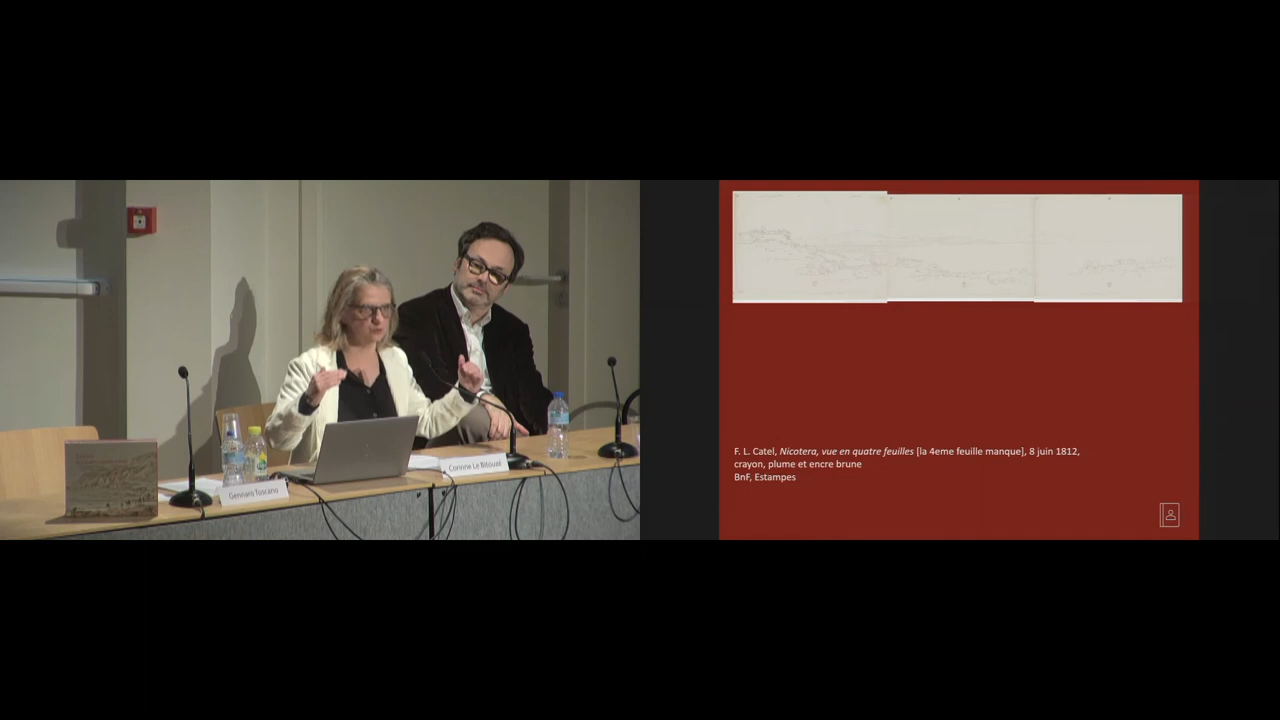 Gennaro Toscano
Corinne Le Bitouzé
F. L. Catel, Nicotera, vue en quatre feuilles [la 4eme feuille manque], 8 juin 1812,
crayon, plume et encre brune
BnF, Estampes